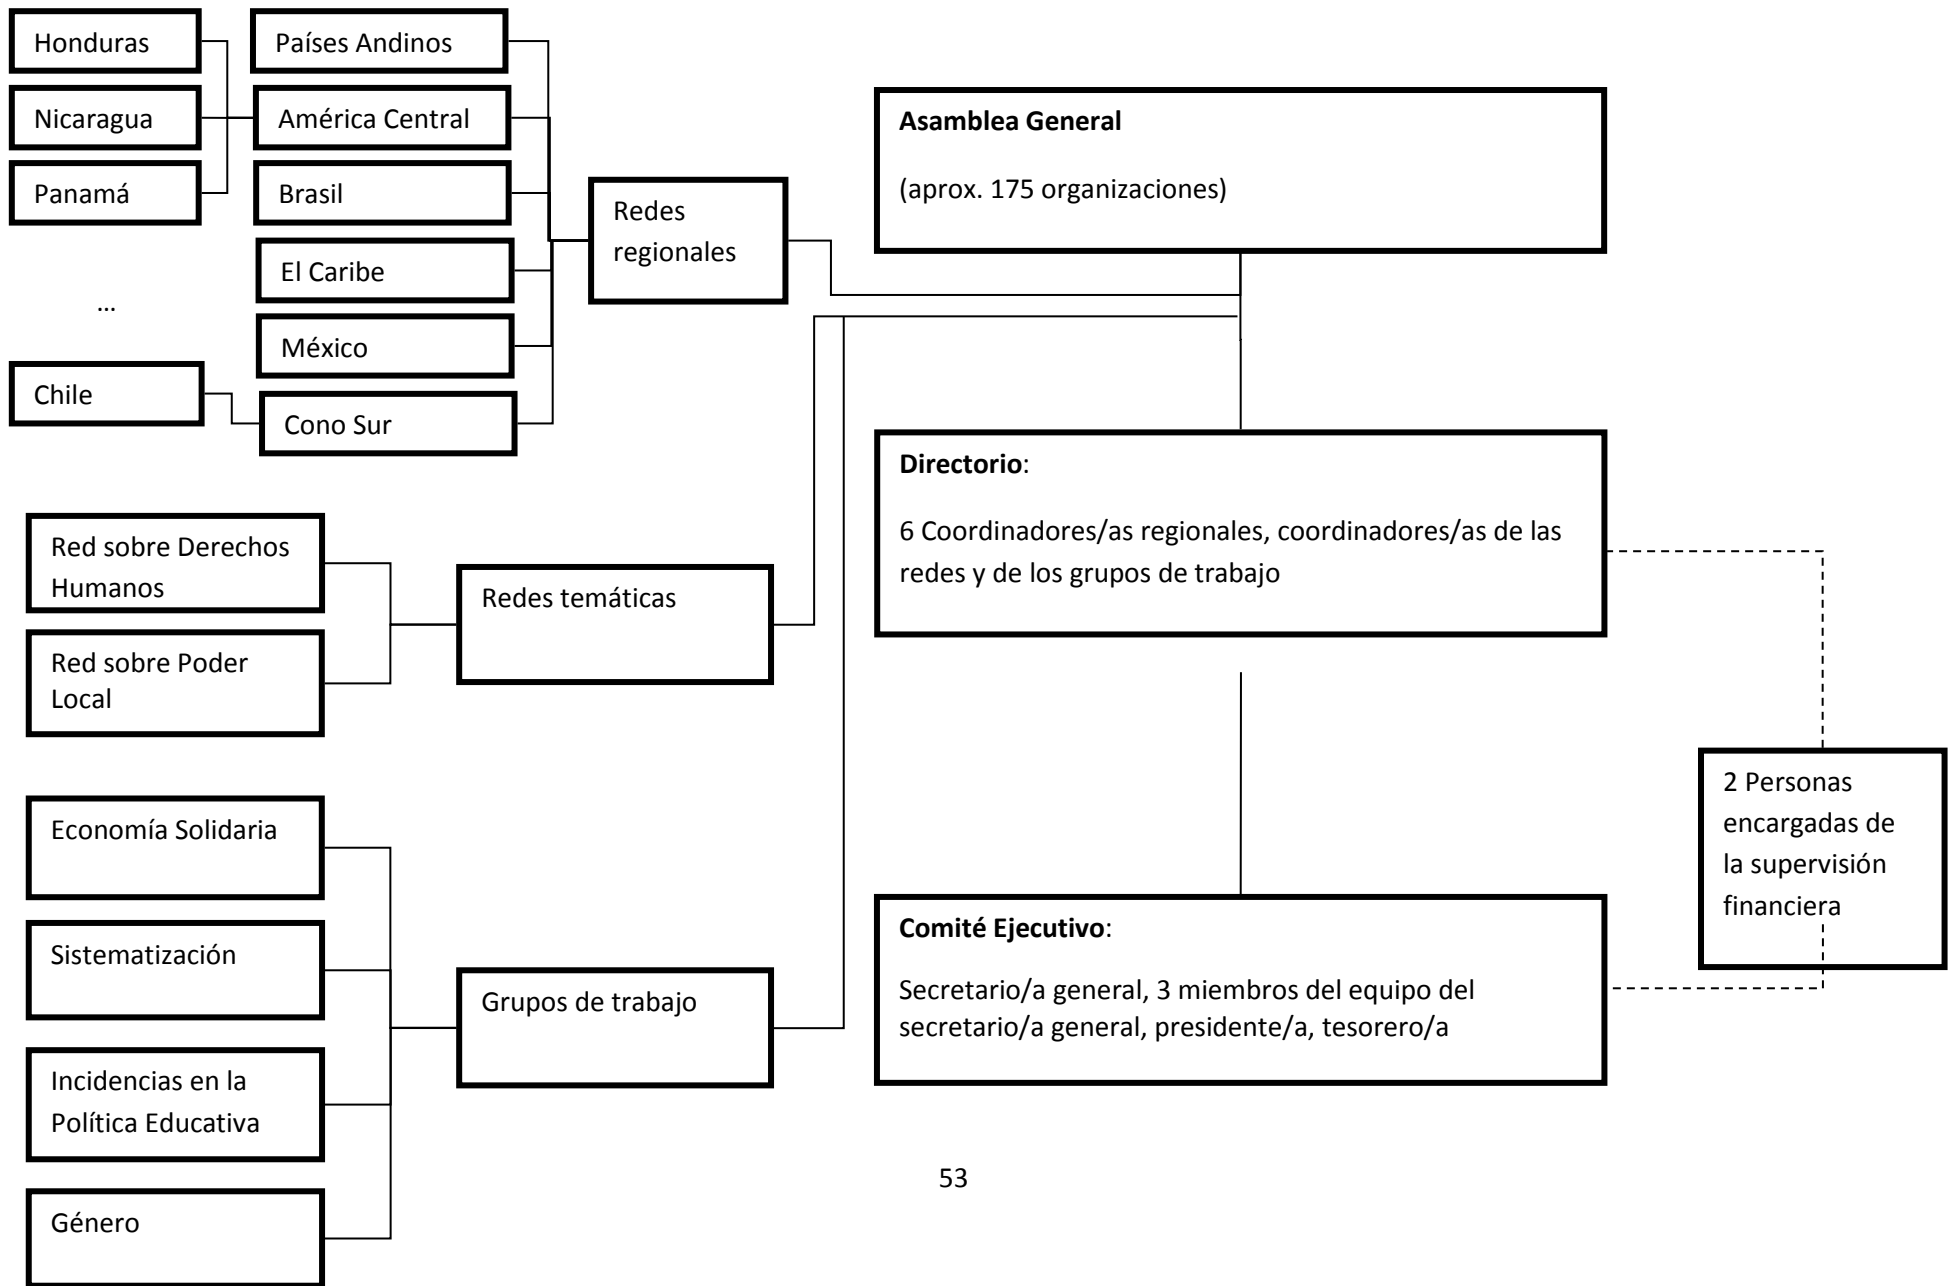 Honduras
Nicaragua
Panamá
...
Chile
Países Andinos
América Central
Brasil
El Caribe
México
Cono Sur
Redes
regionales
Red sobre Derechos
Humanos
Red sobre Poder
Local
Redes temáticas
Economía Solidaria
Sistematización
Incidencias en la
Política Educativa
Género
Grupos de trabajo
Asamblea General
(aprox. 175 organizaciones)
Directorio:
6 Coordinadores/as regionales, coordinadores/as de las
redes y de los grupos de trabajo
Comité Ejecutivo:
Secretario/a general, 3 miembros del equipo del
secretario/a general, presidente/a, tesorero/a
2 Personas
encargadas de
la supervisión
financiera
53